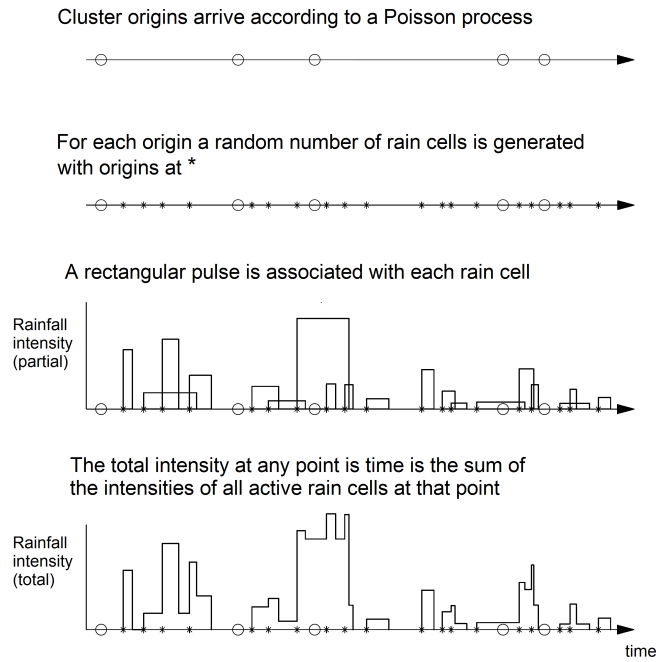 Cluster origins arrive according to a Poisson process
For each origin a random number of rain cells is generated
with origins at *
A rectangular pulse is associated with each rain cell
Rainfall
intensity
(partial)
The total intensity at any point is time is the sum of
the intensities of all active rain cells at that point
Rainfall
intensity
(total)
time